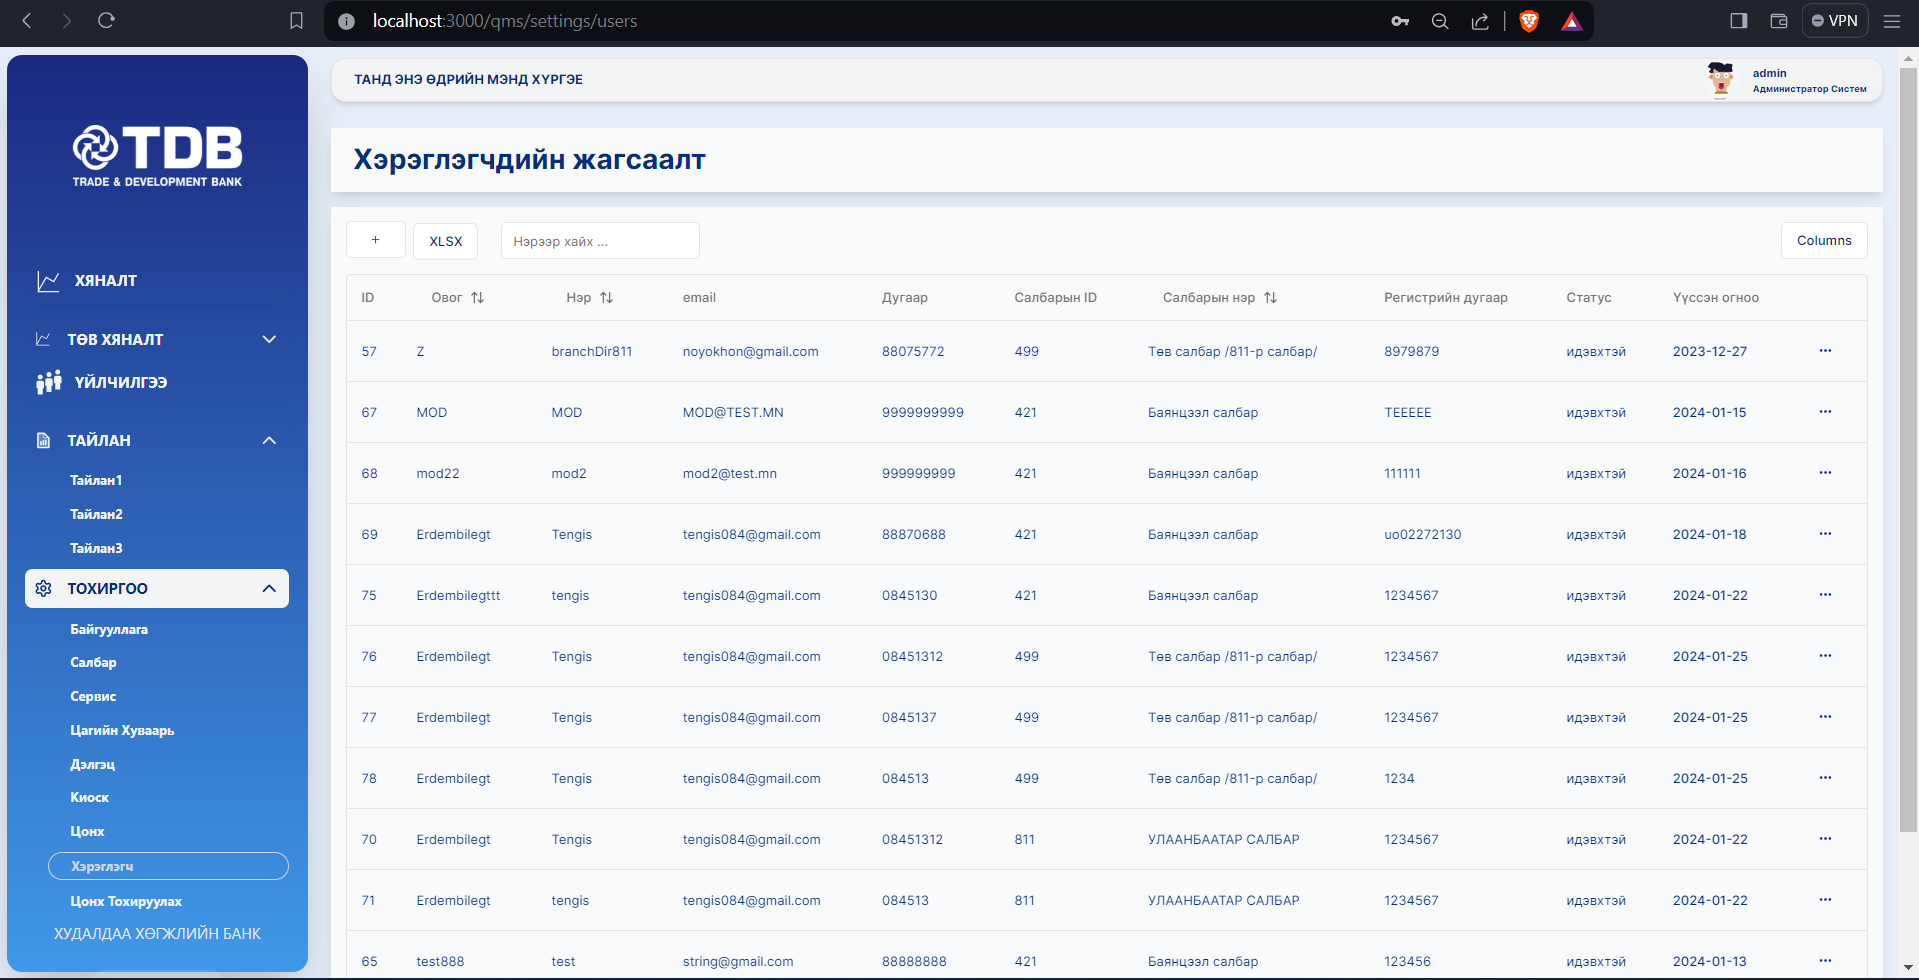 localhost:3000/qms/settings/users
VPN
TDB
TRADE & DEVELOPMENT BANK
ХЯНАЛТ
ТӨВ ХЯНАЛТ
ҮЙЛЧИЛГЭЭ
ТАЙЛАН
Тайлан1
Тайлан2
Тайлан3
ТОХИРГОО
Байгууллага
Салбар
Сервис
Цагийн Хуваарь
Дэлгэц
Киоск
Цонх
Хэрэглэгч
Цонх Тохируулах
ХУДАЛДАА ХӨГЖЛИЙН БАНК
ТАНД ЭНЭ ӨДРИЙН МЭНД ХҮРГЭЕ
admin
Администратор Систем
Хэрэглэгчдийн жагсаалт
+ XLSX Нэрээр хайх ... Columns
ID Овог Нэр email Дугаар Салбарын ID Салбарын нэр Регистрийн дугаар Статус Үүссэн огноо
57 Z branchDir811 noyokhon@gmail.com 88075772 499 Төв салбар /811-р салбар/ 8979879 идэвхтэй 2023-12-27 ...
67 MOD MOD MOD@TEST.MN 9999999999 421 Баянцээл салбар TEEEEE идэвхтэй 2024-01-15 ...
68 mod22 mod2 mod2@test.mn 999999999 421 Баянцээл салбар 111111 идэвхтэй 2024-01-16 ...
69 Erdembilegt Tengis tengis084@gmail.com 88870688 421 Баянцээл салбар uo02272130 идэвхтэй 2024-01-18 ...
75 Erdembilegttt tengis tengis084@gmail.com 0845130 421 Баянцээл салбар 1234567 идэвхтэй 2024-01-22 ...
76 Erdembilegt Tengis tengis084@gmail.com 08451312 499 Төв салбар /811-р салбар/ 1234567 идэвхтэй 2024-01-25 ...
77 Erdembilegt Tengis tengis084@gmail.com 0845137 499 Төв салбар /811-р салбар/ 1234567 идэвхтэй 2024-01-25 ...
78 Erdembilegt Tengis tengis084@gmail.com 084513 499 Төв салбар /811-р салбар/ 1234 идэвхтэй 2024-01-25 ...
70 Erdembilegt Tengis tengis084@gmail.com 08451312 811 УЛААНБААТАР САЛБАР 1234567 идэвхтэй 2024-01-22 ...
71 Erdembilegt tengis tengis084@gmail.com 084513 811 УЛААНБААТАР САЛБАР 1234567 идэвхтэй 2024-01-22 ...
65 test888 test string@gmail.com 88888888 421 Баянцээл салбар 123456 идэвхтэй 2024-01-13 ...